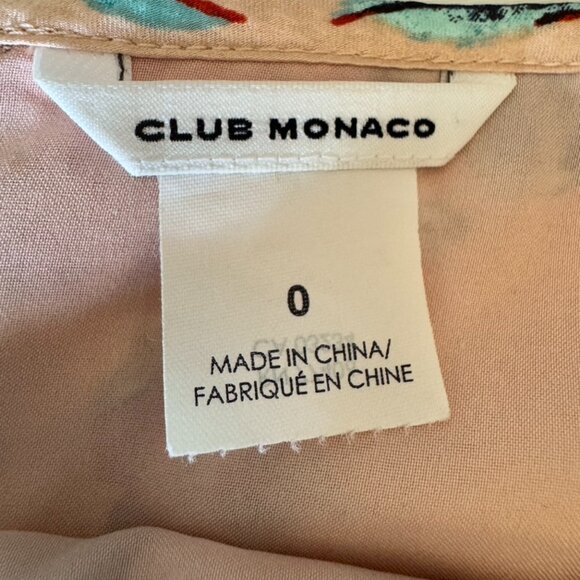 CLUB MONACO
0
MADE IN CHINA/
FABRIQUÉ EN CHINE